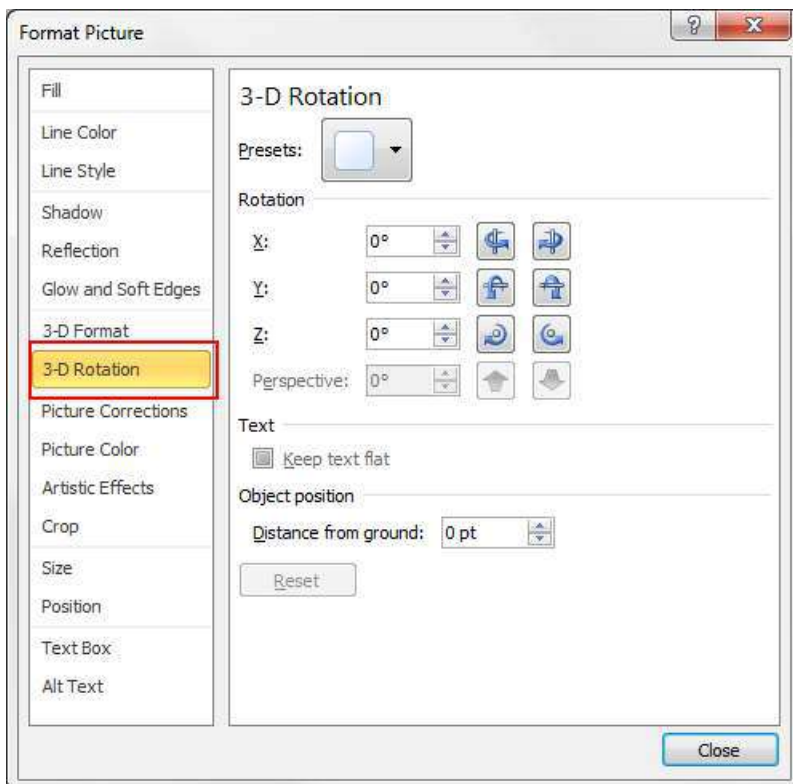 Format Picture
Fill
Line Color
Line Style
Shadow
Reflection
Glow and Soft Edges
3-D Format
3-D Rotation
Picture Corrections
Picture Color
Artistic Effects
Crop
Size
Position
Text Box
Alt Text
3-D Rotation
Presets:
Rotation
X: 0°
Y: 0°
Z: 0°
Perspective: 0°
Text
Keep text flat
Object position
Distance from ground: 0 pt
Reset
Close